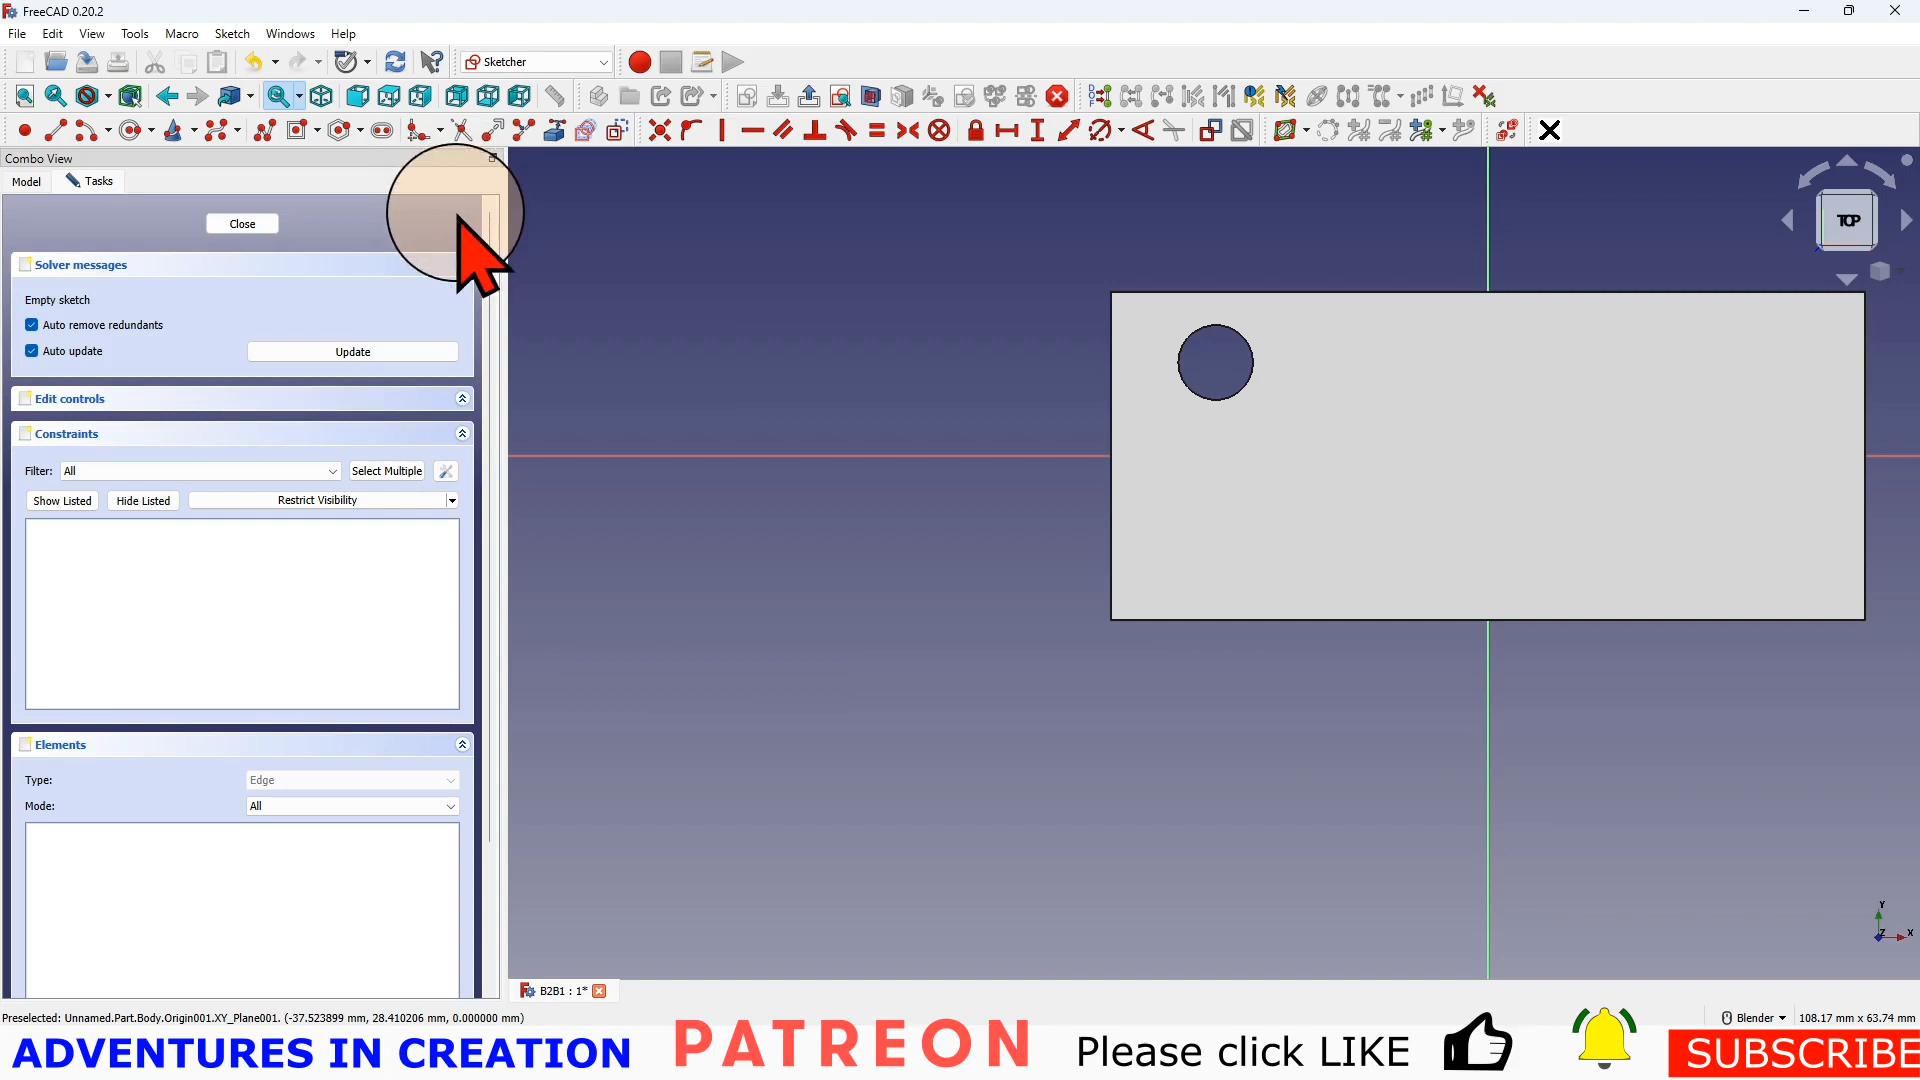 FreeCAD 0.20.2
File Edit View Tools Macro Sketch Windows Help
Sketcher
Combo View
Model Tasks
Close
Solver messages
Empty sketch
Auto remove redundants
Auto update Update
Edit controls
Constraints
Filter: All Select Multiple
Show Listed Hide Listed Restrict Visibility
Elements
Type: Edge
Mode: All
TOP
Y
Z X
B2B1 : 1*
Preselected: Unnamed.Part.Body.Origin001.XY_Plane001. (-37.523899 mm, 28.410206 mm, 0.000000 mm)
Blender 108.17 mm x 63.74 mm
ADVENTURES IN CREATION PATREON Please click LIKE SUBSCRIBE